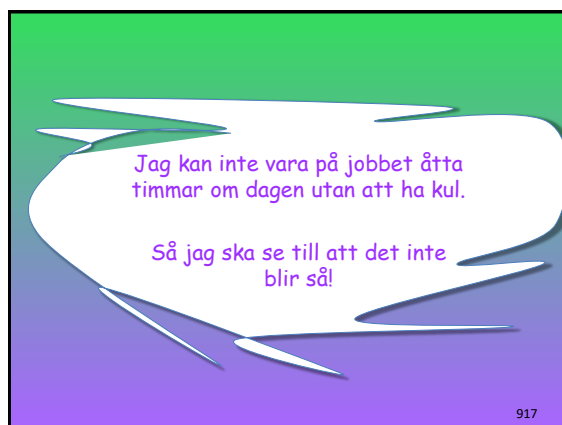 Jag kan inte vara på jobbet åtta
timmar om dagen utan att ha kul.
Så jag ska se till att det inte
blir så!
917